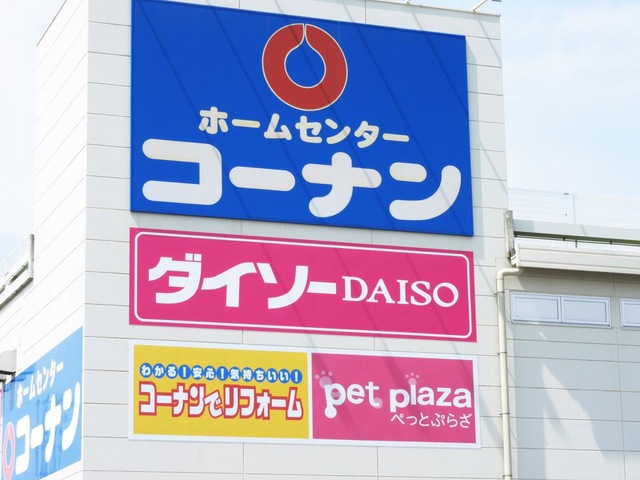 ホームセンター
コーナン
ダイソー DAISO
わかる!安心!気持ちいい!
コーナンでリフォーム
pet plaza
ぺっとぷらざ
ホームセンター
コーナン